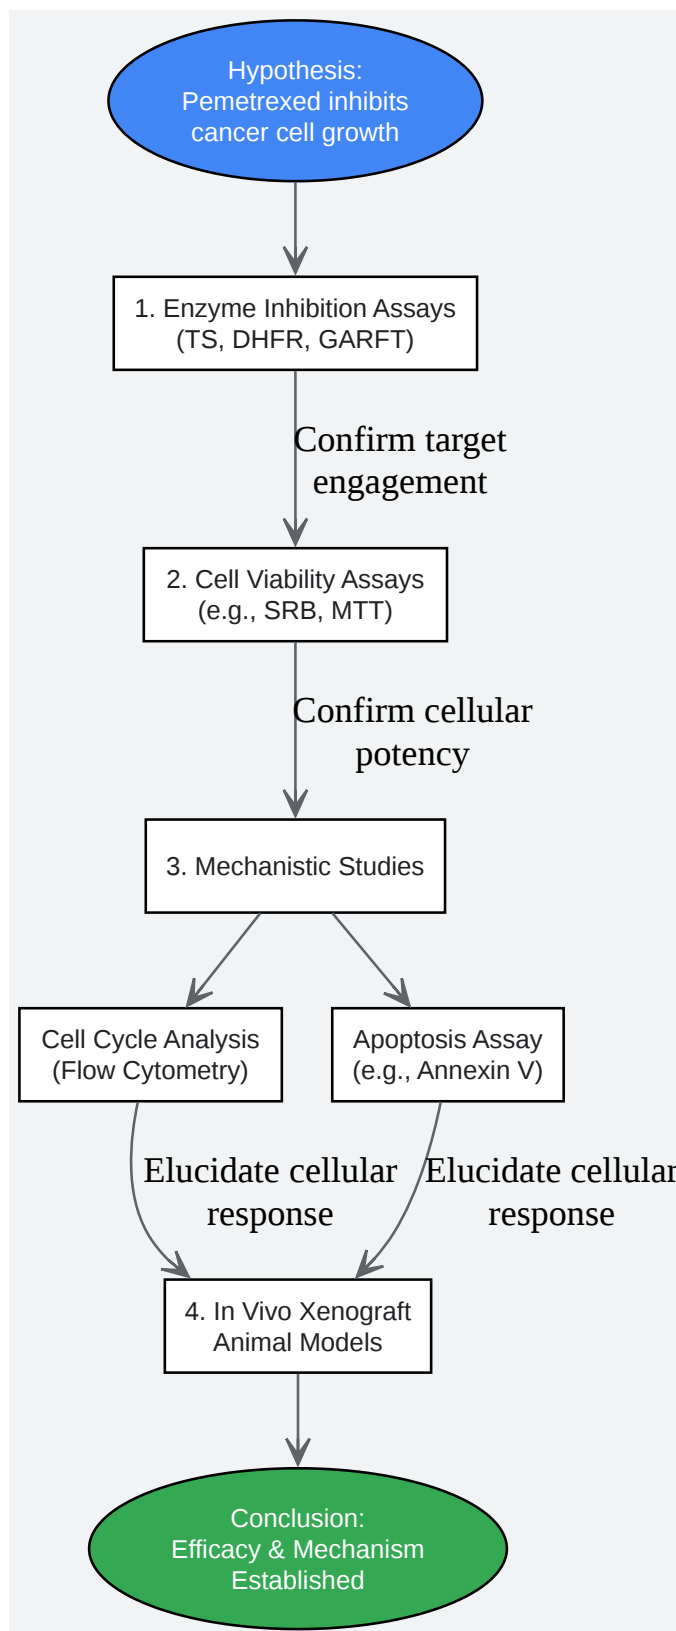 Hypothesis:
Pemetrexed inhibits
cancer cell growth
1. Enzyme Inhibition Assays
(TS, DHFR, GARFT)
Confirm target
engagement
2. Cell Viability Assays
(e.g., SRB, MTT)
Confirm cellular
potency
3. Mechanistic Studies
Cell Cycle Analysis
(Flow Cytometry)
Apoptosis Assay
(e.g., Annexin V)
Elucidate cellular
response
Elucidate cellular
response
4. In Vivo Xenograft
Animal Models
Conclusion:
Efficacy & Mechanism
Established